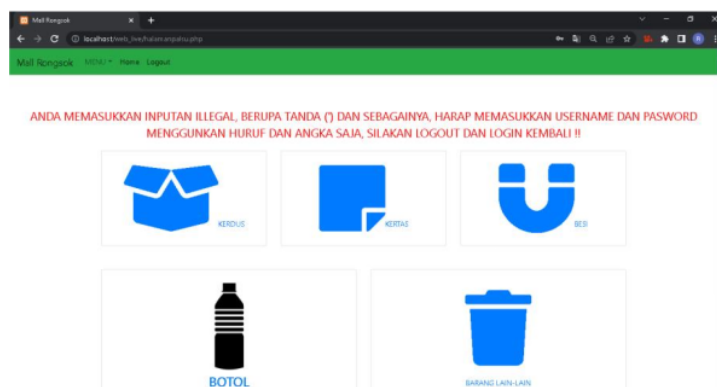 Mall Rongsok
localhost/web_live/halamanpalsu.php
Mall Rongsok MENU Home Logout
ANDA MEMASUKKAN INPUTAN ILLEGAL, BERUPA TANDA (') DAN SEBAGAINYA, HARAP MEMASUKKAN USERNAME DAN PASWORD
MENGGUNKAN HURUF DAN ANGKA SAJA, SILAKAN LOGOUT DAN LOGIN KEMBALI !!
KERDUS KERTAS BESI
BOTOL BARANG LAIN-LAIN